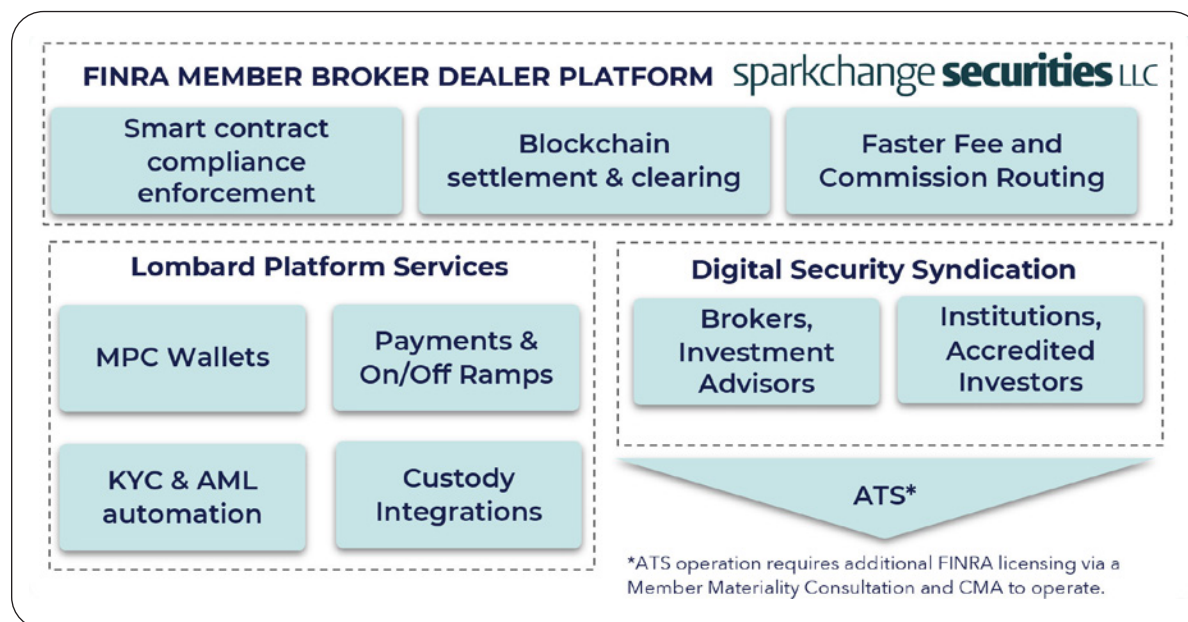 FINRA MEMBER BROKER DEALER PLATFORM sparkchange securities LLC
Smart contract
compliance
enforcement
Blockchain
settlement & clearing
Faster Fee and
Commission Routing
Lombard Platform Services
MPC Wallets
Payments &
On/Off Ramps
KYC & AML
automation
Custody
Integrations
Digital Security Syndication
Brokers,
Investment
Advisors
Institutions,
Accredited
Investors
ATS*
*ATS operation requires additional FINRA licensing via a
Member Materiality Consultation and CMA to operate.